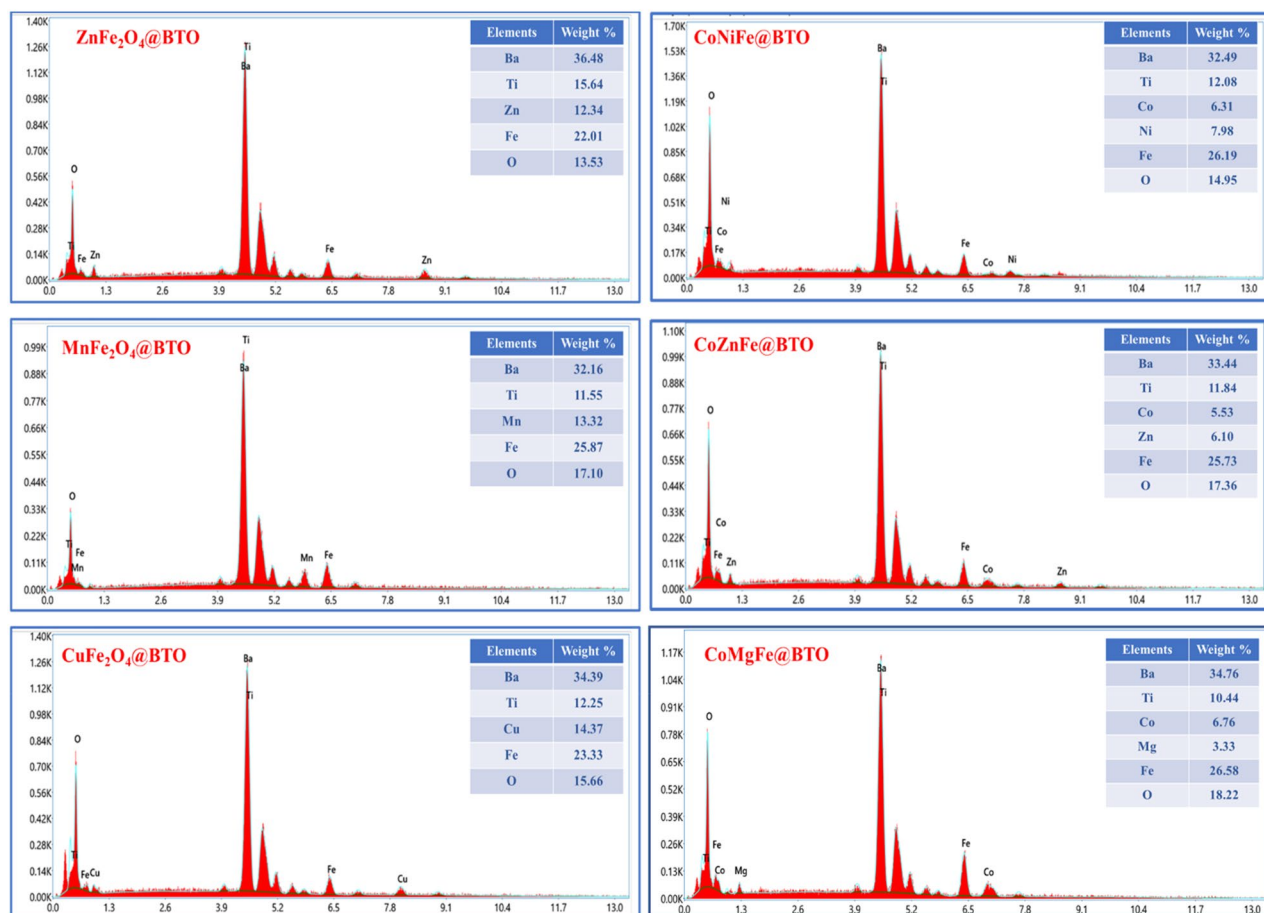 ZnFe₂O₄@BTO
1.40K
1.26K
1.12K
0.98K
0.84K
0.70K
0.56K
0.42K
0.28K
0.14K
0.00K
Ti
Ba
O
Ti
Fe
Zn
Fe
Zn
0.0 1.3 2.6 3.9 5.2 6.5 7.8 9.1 10.4 11.7 13.0
Elements Weight %
Ba 36.48
Ti 15.64
Zn 12.34
Fe 22.01
O 13.53
CoNiFe@BTO
1.70K
1.53K
1.36K
1.19K
1.02K
0.85K
0.68K
0.51K
0.34K
0.17K
0.00K
Ba
Ti
O
Ni
Ti
Co
Fe
Fe
Co
Ni
0.0 1.3 2.6 3.9 5.2 6.5 7.8 9.1 10.4 11.7 13.0
Elements Weight %
Ba 32.49
Ti 12.08
Co 6.31
Ni 7.98
Fe 26.19
O 14.95
MnFe₂O₄@BTO
0.99K
0.88K
0.77K
0.66K
0.55K
0.44K
0.33K
0.22K
0.11K
0.00K
Ti
Ba
O
Ti
Fe
Mn
Mn
Fe
0.0 1.3 2.6 3.9 5.2 6.5 7.8 9.1 10.4 11.7 13.0
Elements Weight %
Ba 32.16
Ti 11.55
Mn 13.32
Fe 25.87
O 17.10
CoZnFe@BTO
1.10K
0.99K
0.88K
0.77K
0.66K
0.55K
0.44K
0.33K
0.22K
0.11K
0.00K
Ba
Ti
O
Co
Ti
Fe
Zn
Fe
Co
Zn
0.0 1.3 2.6 3.9 5.2 6.5 7.8 9.1 10.4 11.7 13.0
Elements Weight %
Ba 33.44
Ti 11.84
Co 5.53
Zn 6.10
Fe 25.73
O 17.36
CuFe₂O₄@BTO
1.40K
1.26K
1.12K
0.98K
0.84K
0.70K
0.56K
0.42K
0.28K
0.14K
0.00K
Ba
Ti
O
Ti
Fe
Cu
Fe
Cu
0.0 1.3 2.6 3.9 5.2 6.5 7.8 9.1 10.4 11.7 13.0
Elements Weight %
Ba 34.39
Ti 12.25
Cu 14.37
Fe 23.33
O 15.66
CoMgFe@BTO
1.17K
1.04K
0.91K
0.78K
0.65K
0.52K
0.39K
0.26K
0.13K
0.00K
Ba
Ti
O
Fe
Ti
Co
Mg
Fe
Co
0.0 1.3 2.6 3.9 5.2 6.5 7.8 9.1 10.4 11.7 13.0
Elements Weight %
Ba 34.76
Ti 10.44
Co 6.76
Mg 3.33
Fe 26.58
O 18.22